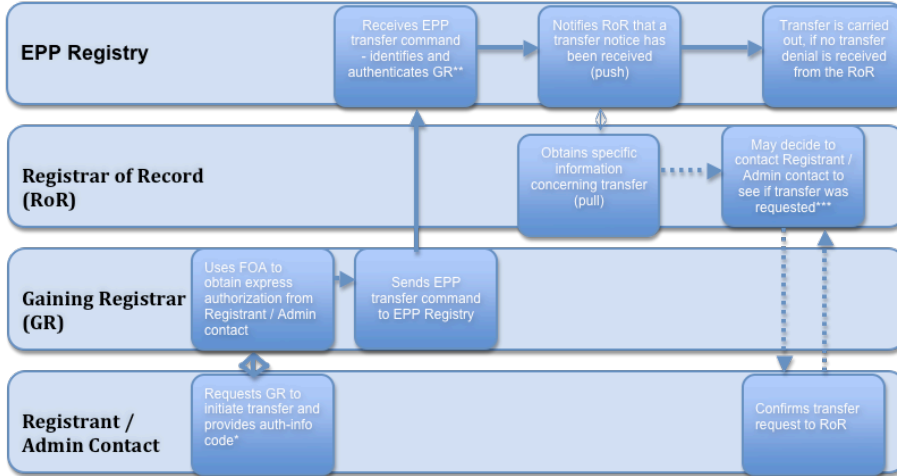 EPP Registry
Receives EPP
transfer command
- identifies and
authenticates GR**
Notifies RoR that a
transfer notice has
been received
(push)
Transfer is carried
out, if no transfer
denial is received
from the RoR
Registrar of Record
(RoR)
Obtains specific
information
concerning transfer
(pull)
May decide to
contact Registrant /
Admin contact to
see if transfer was
requested***
Gaining Registrar
(GR)
Uses FOA to
obtain express
authorization from
Registrant / Admin
contact
Sends EPP
transfer command
to EPP Registry
Registrant /
Admin Contact
Requests GR to
initiate transfer and
provides auth-info
code*
Confirms transfer
request to RoR